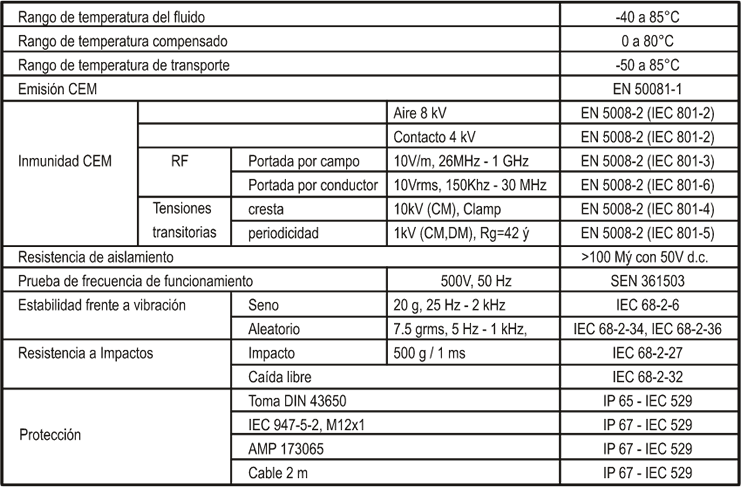 Rango de temperatura del fluido -40 a 85°C
Rango de temperatura compensado 0 a 80°C
Rango de temperatura de transporte -50 a 85°C
Emisión CEM EN 50081-1
Aire 8 kV EN 5008-2 (IEC 801-2)
Contacto 4 kV EN 5008-2 (IEC 801-2)
Inmunidad CEM RF Portada por campo 10V/m, 26MHz - 1 GHz EN 5008-2 (IEC 801-3)
Portada por conductor 10Vrms, 150Khz - 30 MHz EN 5008-2 (IEC 801-6)
Tensiones cresta 10kV (CM), Clamp EN 5008-2 (IEC 801-4)
transitorias periodicidad 1kV (CM,DM), Rg=42 ý EN 5008-2 (IEC 801-5)
Resistencia de aislamiento >100 Mý con 50V d.c.
Prueba de frecuencia de funcionamiento 500V, 50 Hz SEN 361503
Estabilidad frente a vibración Seno 20 g, 25 Hz - 2 kHz IEC 68-2-6
Aleatorio 7.5 grms, 5 Hz - 1 kHz, IEC 68-2-34, IEC 68-2-36
Resistencia a Impactos Impacto 500 g / 1 ms IEC 68-2-27
Caída libre IEC 68-2-32
Toma DIN 43650 IP 65 - IEC 529
Protección IEC 947-5-2, M12x1 IP 67 - IEC 529
AMP 173065 IP 67 - IEC 529
Cable 2 m IP 67 - IEC 529